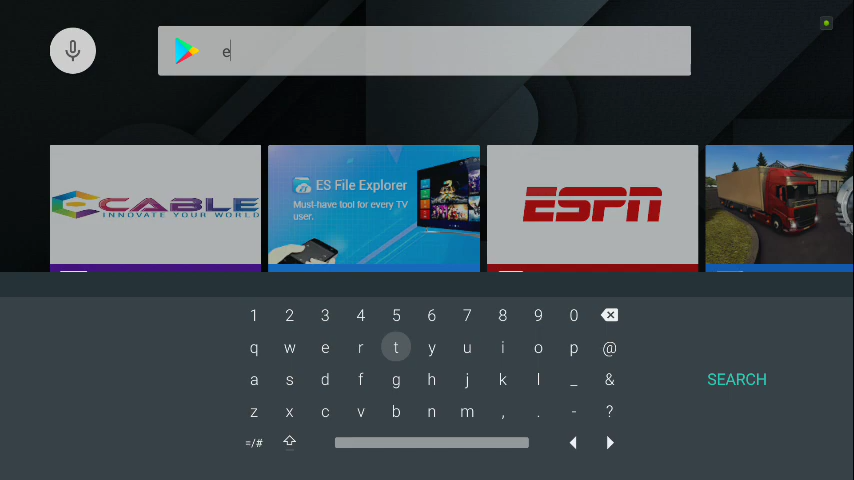 e
eCABLE
INNOVATE YOUR WORLD
ES File Explorer
Must-have tool for every TV
user.
ESPN
1 2 3 4 5 6 7 8 9 0
q w e r t y u i o p @
a s d f g h j k l _ &
SEARCH
z x c v b n m , . - ?
=/#